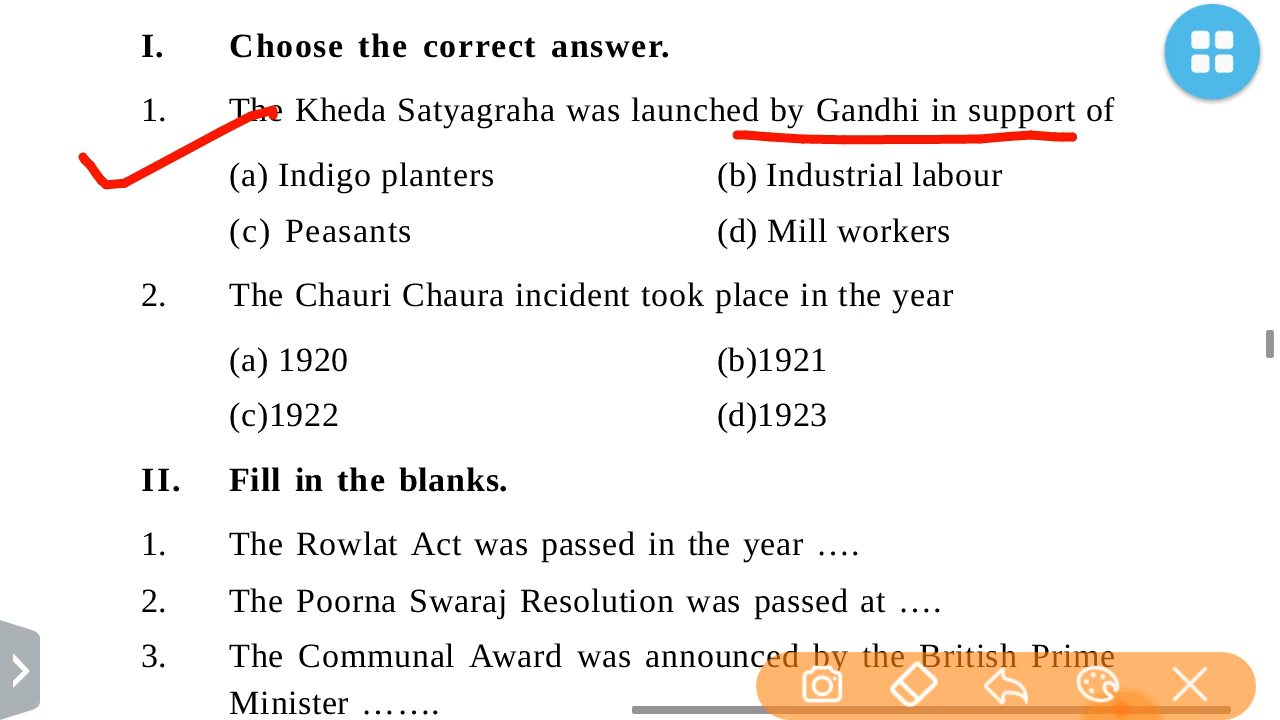 I. Choose the correct answer.
1. The Kheda Satyagraha was launched by Gandhi in support of
(a) Indigo planters (b) Industrial labour
(c) Peasants (d) Mill workers
2. The Chauri Chaura incident took place in the year
(a) 1920 (b)1921
(c)1922 (d)1923
II. Fill in the blanks.
1. The Rowlat Act was passed in the year ....
2. The Poorna Swaraj Resolution was passed at ....
3. The Communal Award was announced by the British Prime
Minister .......